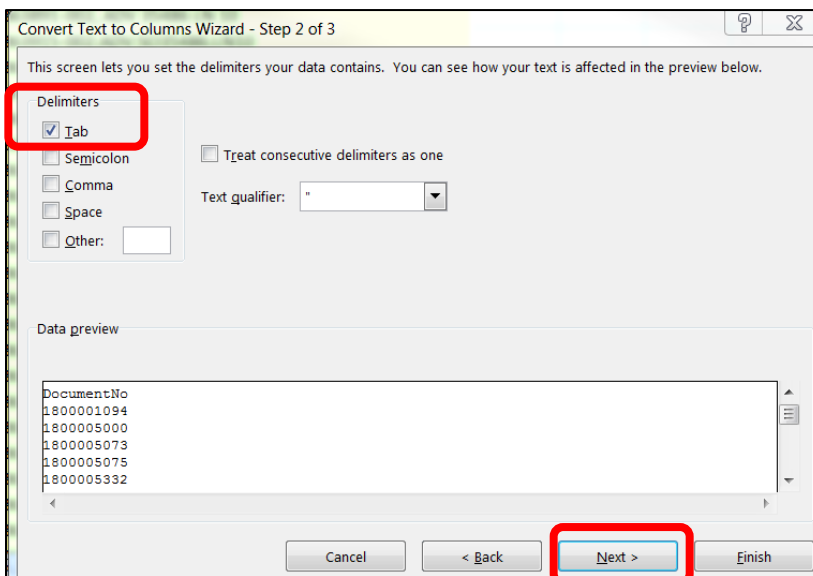 Convert Text to Columns Wizard - Step 2 of 3
This screen lets you set the delimiters your data contains. You can see how your text is affected in the preview below.
Delimiters
Tab
Semicolon
Comma
Space
Other:
Treat consecutive delimiters as one
Text qualifier: "
Data preview
DocumentNo
1800001094
1800005000
1800005073
1800005075
1800005332
Cancel < Back Next > Finish